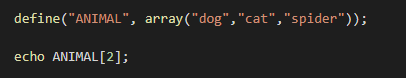 define("ANIMAL", array("dog","cat","spider"));
echo ANIMAL[2];